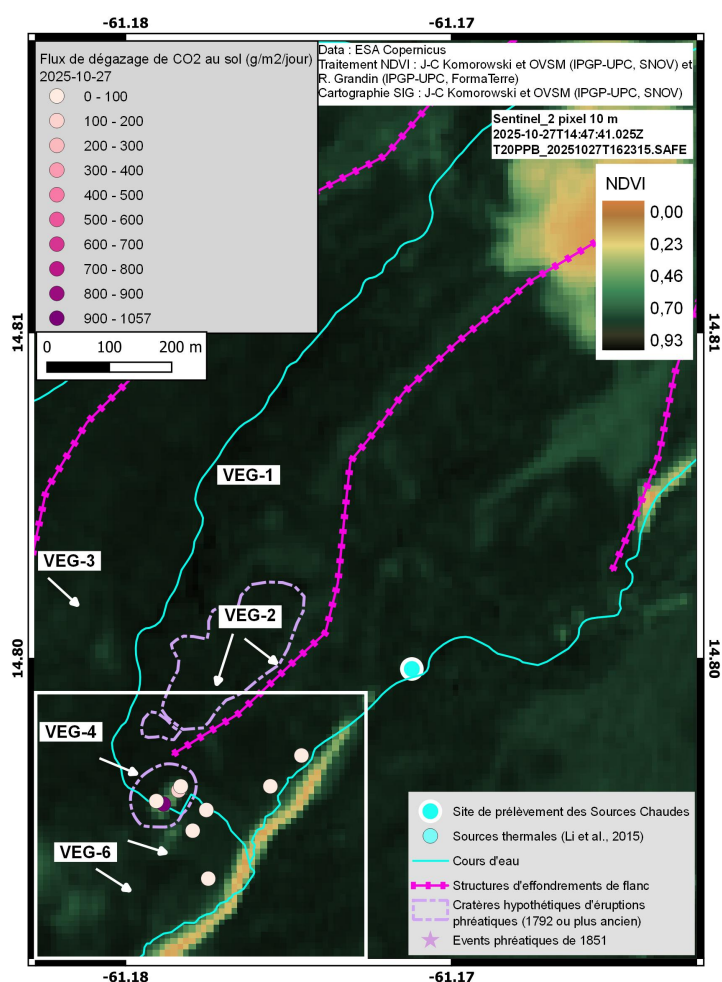 -61.18
-61.17
Flux de dégazage de CO2 au sol (g/m2/jour)
2025-10-27
0 - 100
100 - 200
200 - 300
300 - 400
400 - 500
500 - 600
600 - 700
700 - 800
800 - 900
900 - 1057
Data : ESA Copernicus
Traitement NDVI : J-C Komorowski et OVSM (IPGP-UPC, SNOV) et
R. Grandin (IPGP-UPC, FormaTerre)
Cartographie SIG : J-C Komorowski et OVSM (IPGP-UPC, SNOV)
Sentinel_2 pixel 10 m
2025-10-27T14:47:41.025Z
T20PPB_20251027T162315.SAFE
NDVI
0,00
0,23
0,46
0,70
0,93
14.81
14.81
0 100 200 m
VEG-1
VEG-3
VEG-2
14.80
14.80
VEG-4
VEG-6
Site de prélèvement des Sources Chaudes
Sources thermales (Li et al., 2015)
Cours d'eau
Structures d'effondrements de flanc
Cratères hypothétiques d'éruptions
phréatiques (1792 ou plus ancien)
Events phréatiques de 1851
-61.18
-61.17